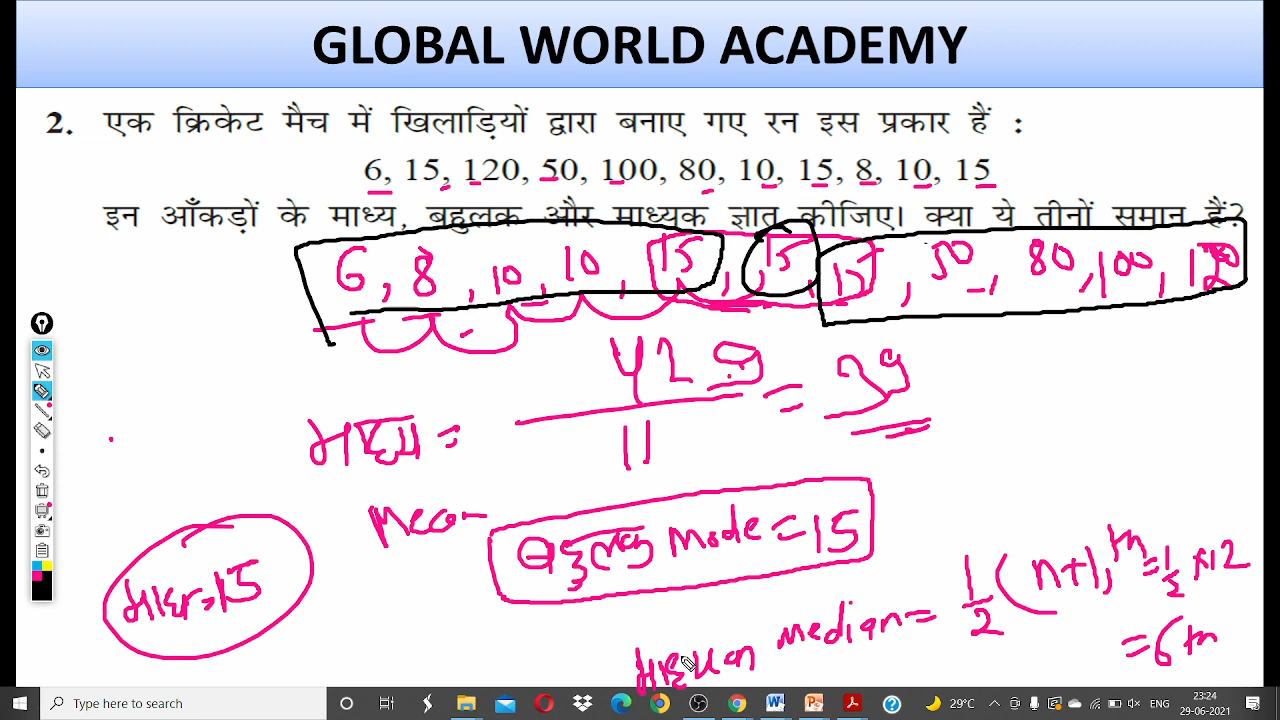 GLOBAL WORLD ACADEMY
2. एक क्रिकेट मैच में खिलाड़ियों द्वारा बनाए गए रन इस प्रकार हैं :
6, 15, 120, 50, 100, 80, 10, 15, 8, 10, 15
इन आँकड़ों के माध्य, बहुलक और माध्यक ज्ञात कीजिए। क्या ये तीनों समान हैं?
6, 8, 10, 10, 15, 15, 15, 50, 80, 100, 120
माध्य = 429 / 11 = 39
Mean
बहुलक mode = 15
median = 1/2 (n+1)th = 1/2 × 12
= 6th
माध्यक
= 15
Type here to search
29°C
ENG
23:24
29-06-2021